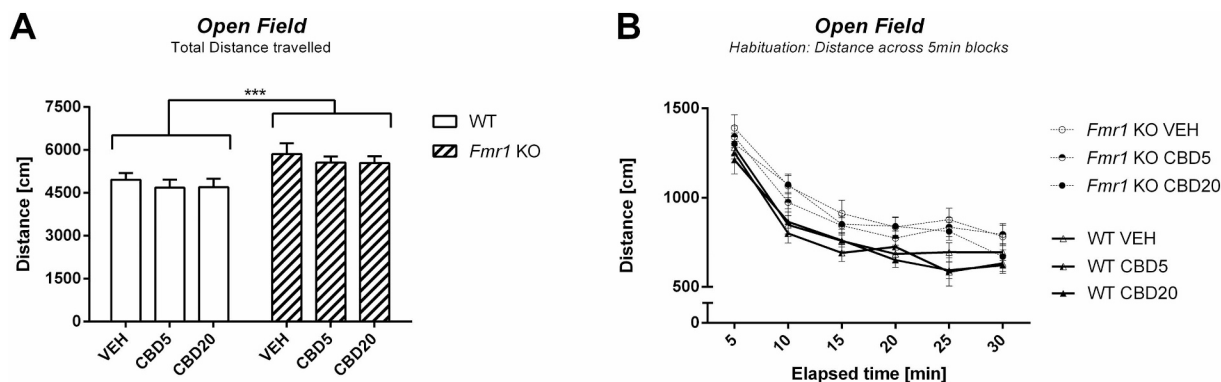 A
Open Field
Total Distance travelled
***
7500
6000
4500
3000
1500
0
Distance [cm]
VEH
CBD5
CBD20
VEH
CBD5
CBD20
WT
Fmr1 KO
B
Open Field
Habituation: Distance across 5min blocks
1500
1000
500
0
Distance [cm]
5
10
15
20
25
30
Elapsed time [min]
Fmr1 KO VEH
Fmr1 KO CBD5
Fmr1 KO CBD20
WT VEH
WT CBD5
WT CBD20